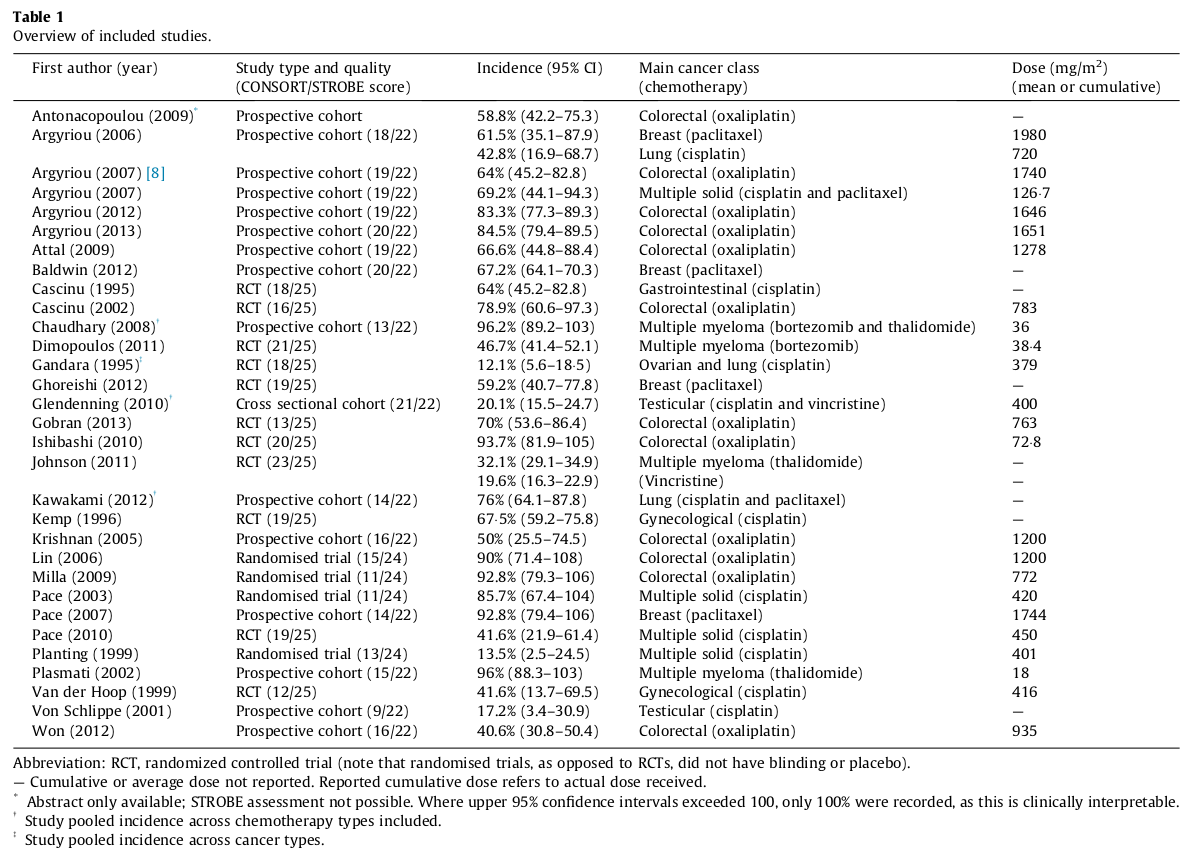 Table 1
Overview of included studies.
First author (year) Study type and quality (CONSORT/STROBE score) Incidence (95% CI) Main cancer class (chemotherapy) Dose (mg/m²) (mean or cumulative)
Antonacopoulou (2009)* Prospective cohort 58.8% (42.2–75.3) Colorectal (oxaliplatin) —
Argyriou (2006) Prospective cohort (18/22) 61.5% (35.1–87.9) Breast (paclitaxel) 1980
42.8% (16.9–68.7) Lung (cisplatin) 720
Argyriou (2007) [8] Prospective cohort (19/22) 64% (45.2–82.8) Colorectal (oxaliplatin) 1740
Argyriou (2007) Prospective cohort (19/22) 69.2% (44.1–94.3) Multiple solid (cisplatin and paclitaxel) 126·7
Argyriou (2012) Prospective cohort (19/22) 83.3% (77.3–89.3) Colorectal (oxaliplatin) 1646
Argyriou (2013) Prospective cohort (20/22) 84.5% (79.4–89.5) Colorectal (oxaliplatin) 1651
Attal (2009) Prospective cohort (19/22) 66.6% (44.8–88.4) Colorectal (oxaliplatin) 1278
Baldwin (2012) Prospective cohort (20/22) 67.2% (64.1–70.3) Breast (paclitaxel) —
Cascinu (1995) RCT (18/25) 64% (45.2–82.8) Gastrointestinal (cisplatin) —
Cascinu (2002) RCT (16/25) 78.9% (60.6–97.3) Colorectal (oxaliplatin) 783
Chaudhary (2008)† Prospective cohort (13/22) 96.2% (89.2–103) Multiple myeloma (bortezomib and thalidomide) 36
Dimopoulos (2011) RCT (21/25) 46.7% (41.4–52.1) Multiple myeloma (bortezomib) 38·4
Gandara (1995)‡ RCT (18/25) 12.1% (5.6–18·5) Ovarian and lung (cisplatin) 379
Ghoreishi (2012) RCT (19/25) 59.2% (40.7–77.8) Breast (paclitaxel) —
Glendenning (2010)† Cross sectional cohort (21/22) 20.1% (15.5–24.7) Testicular (cisplatin and vincristine) 400
Gobran (2013) RCT (13/25) 70% (53.6–86.4) Colorectal (oxaliplatin) 763
Ishibashi (2010) RCT (20/25) 93.7% (81.9–105) Colorectal (oxaliplatin) 72·8
Johnson (2011) RCT (23/25) 32.1% (29.1–34.9) Multiple myeloma (thalidomide) —
19.6% (16.3–22.9) (Vincristine) —
Kawakami (2012)† Prospective cohort (14/22) 76% (64.1–87.8) Lung (cisplatin and paclitaxel) —
Kemp (1996) RCT (19/25) 67·5% (59.2–75.8) Gynecological (cisplatin) —
Krishnan (2005) Prospective cohort (16/22) 50% (25.5–74.5) Colorectal (oxaliplatin) 1200
Lin (2006) Randomised trial (15/24) 90% (71.4–108) Colorectal (oxaliplatin) 1200
Milla (2009) Randomised trial (11/24) 92.8% (79.3–106) Colorectal (oxaliplatin) 772
Pace (2003) Randomised trial (11/24) 85.7% (67.4–104) Multiple solid (cisplatin) 420
Pace (2007) Prospective cohort (14/22) 92.8% (79.4–106) Breast (paclitaxel) 1744
Pace (2010) RCT (19/25) 41.6% (21.9–61.4) Multiple solid (cisplatin) 450
Planting (1999) Randomised trial (13/24) 13.5% (2.5–24.5) Multiple solid (cisplatin) 401
Plasmati (2002) Prospective cohort (15/22) 96% (88.3–103) Multiple myeloma (thalidomide) 18
Van der Hoop (1999) RCT (12/25) 41.6% (13.7–69.5) Gynecological (cisplatin) 416
Von Schlippe (2001) Prospective cohort (9/22) 17.2% (3.4–30.9) Testicular (cisplatin) —
Won (2012) Prospective cohort (16/22) 40.6% (30.8–50.4) Colorectal (oxaliplatin) 935
Abbreviation: RCT, randomized controlled trial (note that randomised trials, as opposed to RCTs, did not have blinding or placebo).
— Cumulative or average dose not reported. Reported cumulative dose refers to actual dose received.
* Abstract only available; STROBE assessment not possible. Where upper 95% confidence intervals exceeded 100, only 100% were recorded, as this is clinically interpretable.
† Study pooled incidence across chemotherapy types included.
‡ Study pooled incidence across cancer types.